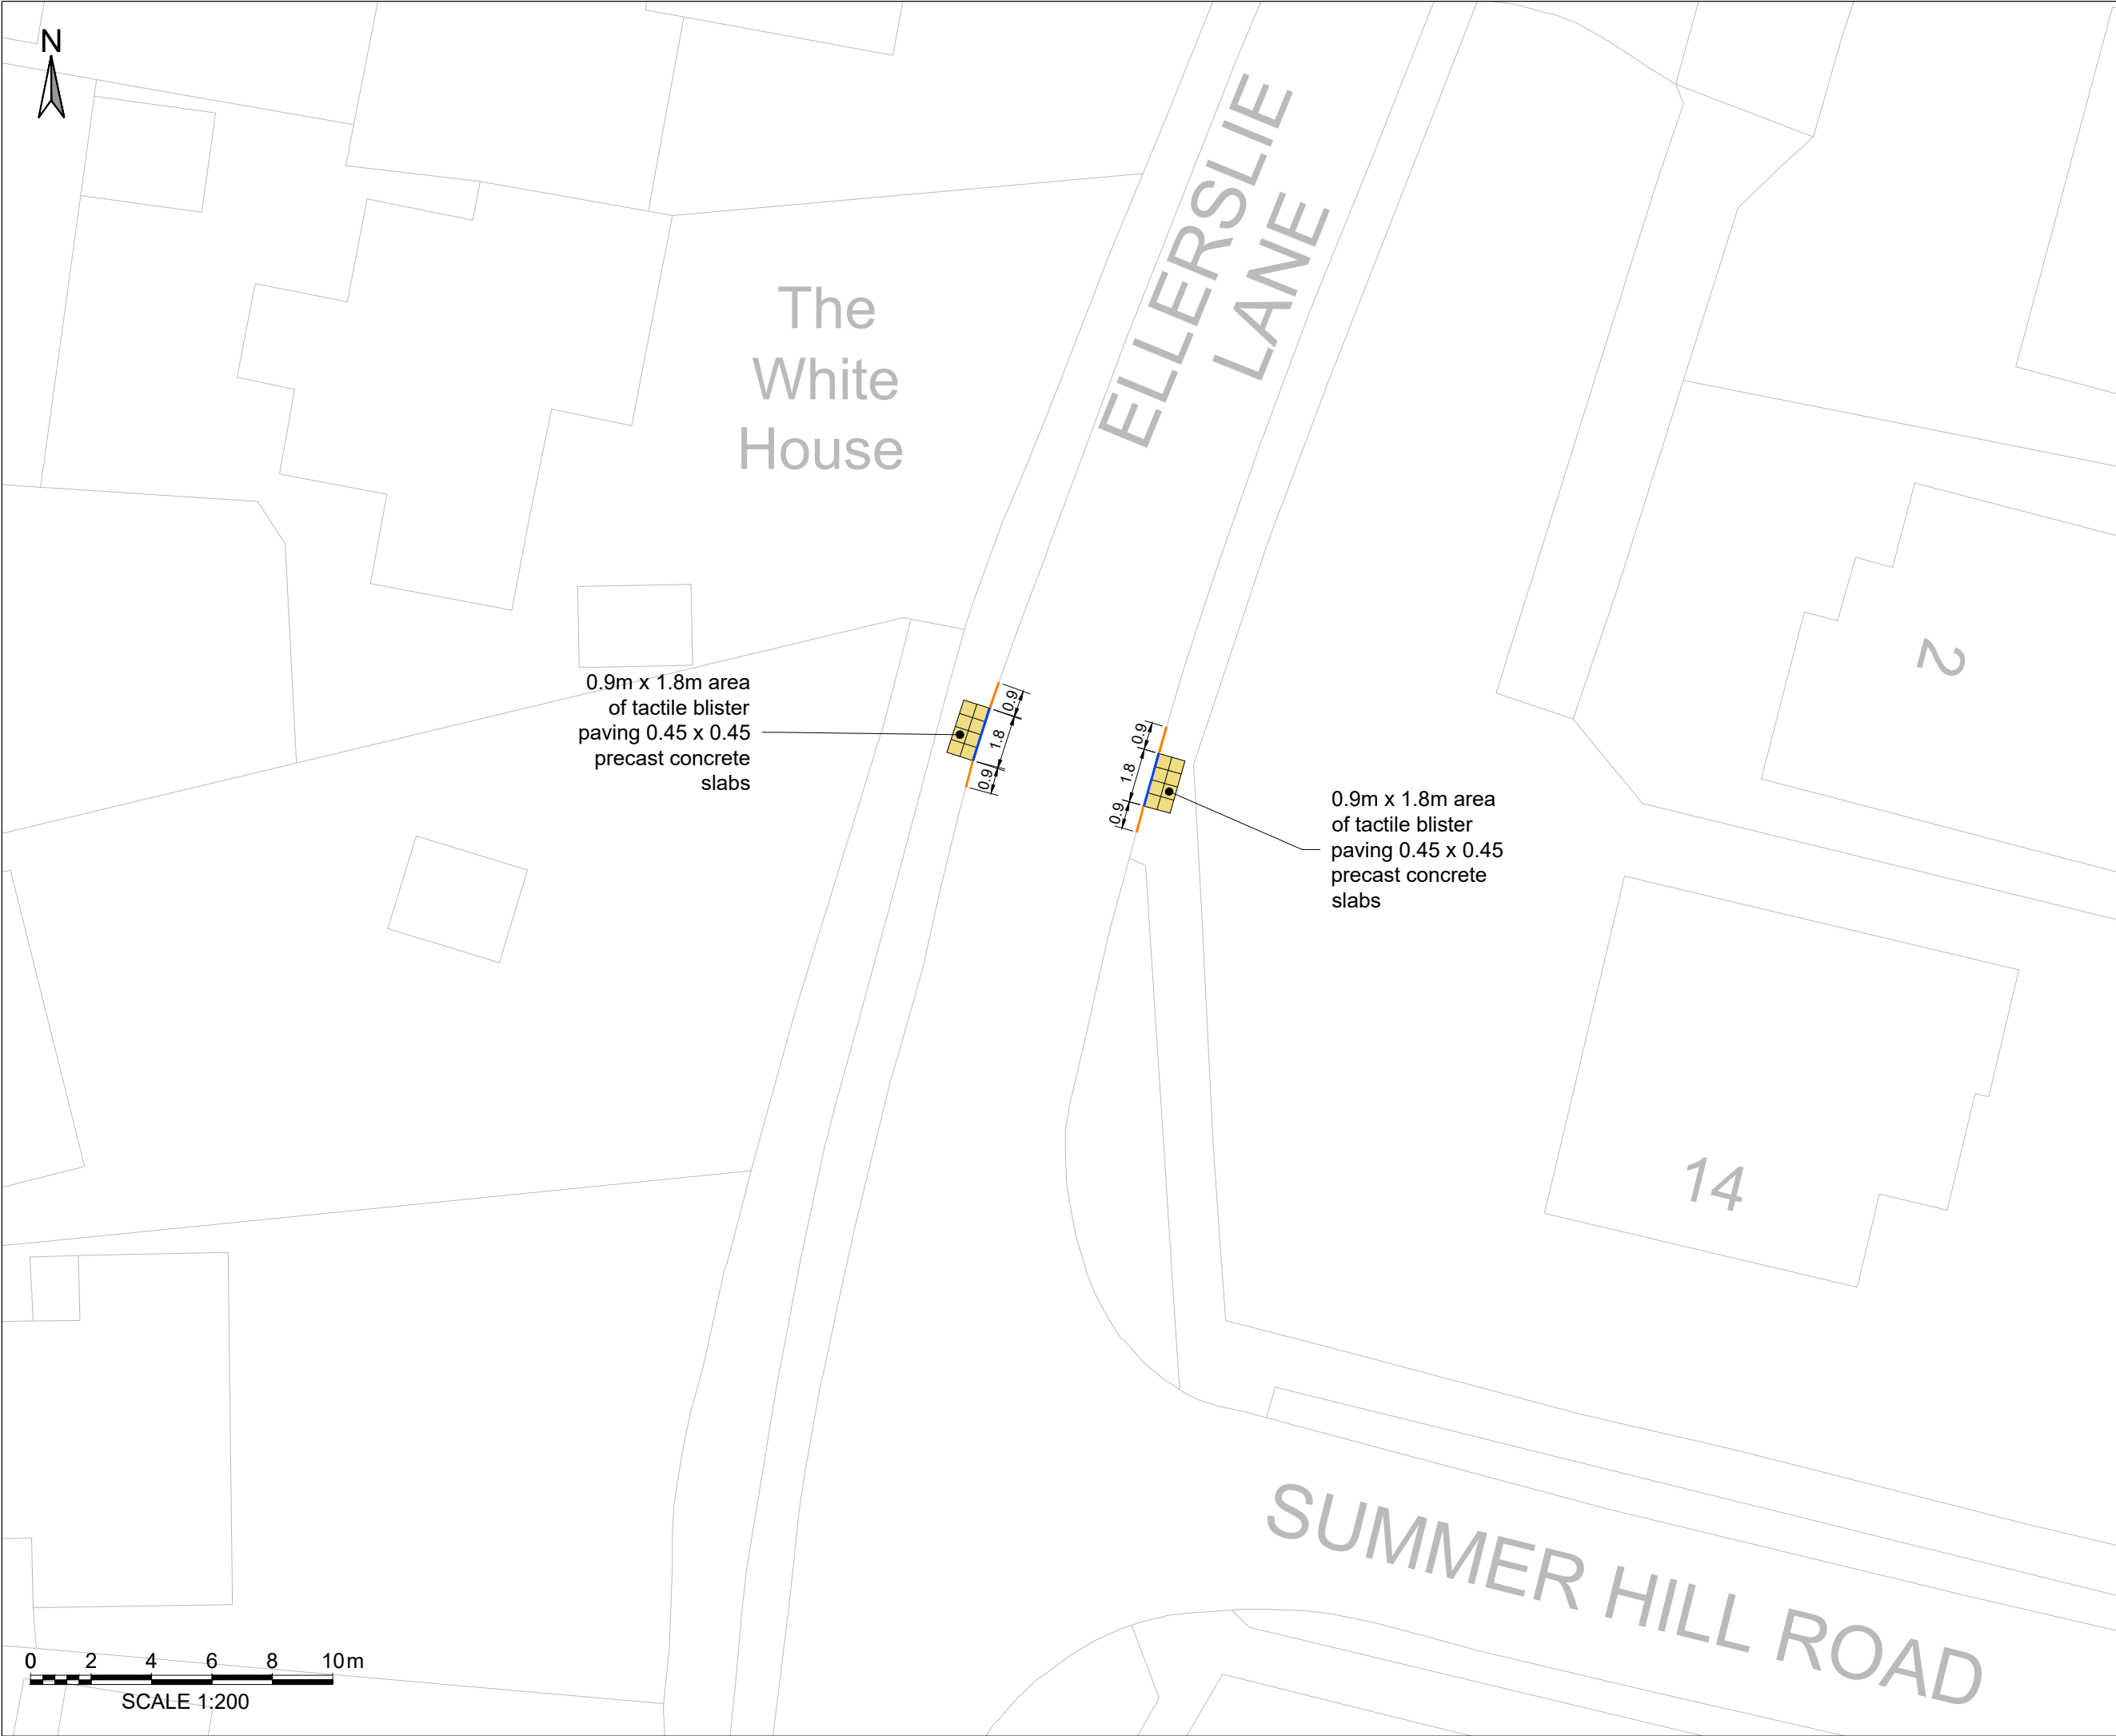 N
ELLERSLIE
LANE
The
White
House
2
0.9m x 1.8m area
of tactile blister
paving 0.45 x 0.45
precast concrete
slabs
0.9
1.8
0.9
0.9
1.8
0.9
0.9m x 1.8m area
of tactile blister
paving 0.45 x 0.45
precast concrete
slabs
14
SUMMER HILL ROAD
0 2 4 6 8 10m
SCALE 1:200